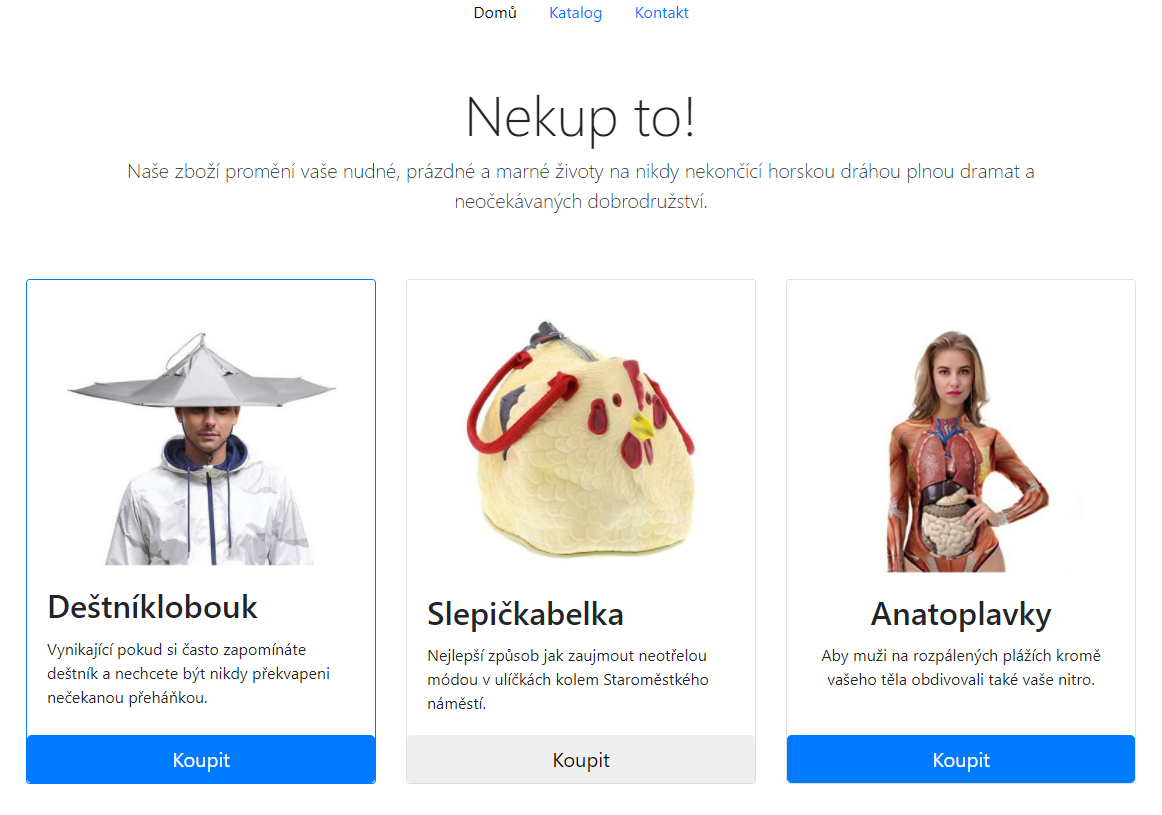 Domů Katalog Kontakt
Nekup to!
Naše zboží promění vaše nudné, prázdné a marné životy na nikdy nekončící horskou dráhou plnou dramat a
neočekávaných dobrodružství.
Deštníklobouk
Vynikající pokud si často zapomínáte
deštník a nechcete být nikdy překvapeni
nečekanou přeháňkou.
Koupit
Slepičkabelka
Nejlepší způsob jak zaujmout neotřelou
módou v ulíčkách kolem Staroměstkého
náměstí.
Koupit
Anatoplavky
Aby muži na rozpálených plážích kromě
vašeho těla obdivovali také vaše nitro.
Koupit